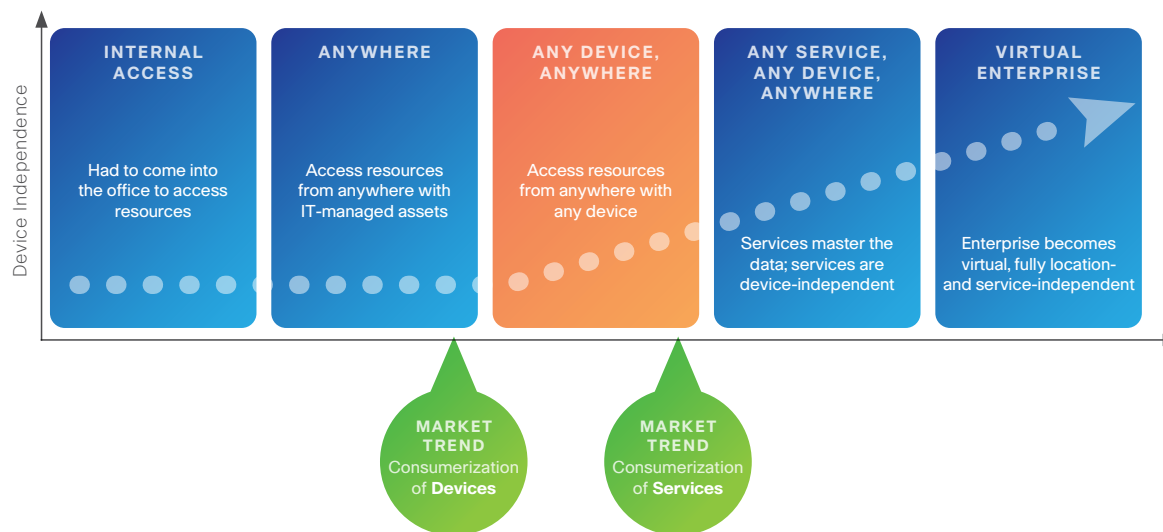 Device Independence
INTERNAL
ACCESS
Had to come into
the office to access
resources
ANYWHERE
Access resources
from anywhere with
IT-managed assets
ANY DEVICE,
ANYWHERE
Access resources
from anywhere with
any device
ANY SERVICE,
ANY DEVICE,
ANYWHERE
Services master the
data; services are
device-independent
VIRTUAL
ENTERPRISE
Enterprise becomes
virtual, fully location-
and service-independent
MARKET
TREND
Consumerization
of Devices
MARKET
TREND
Consumerization
of Services